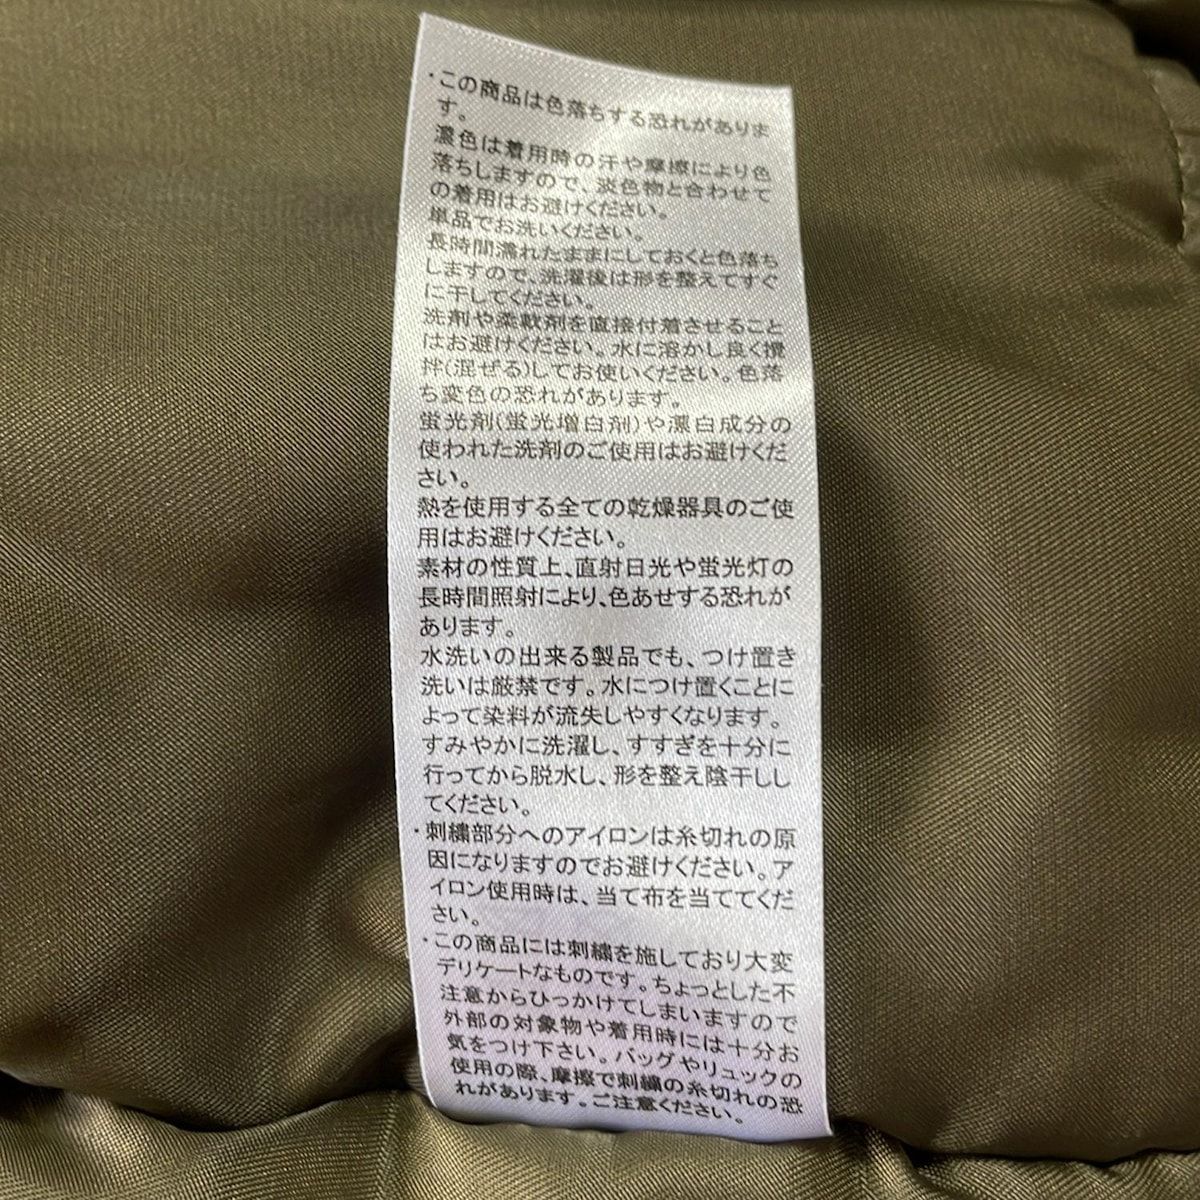 ・この商品は色落ちする恐れがありま
す。
濃色は着用時の汗や摩擦により色
落ちしますので、淡色物と合わせて
の着用はお避けください。
単品でお洗いください。
長時間濡れたままにしておくと色落ち
しますので、洗濯後は形を整えてすぐ
に干してください。
洗剤や柔軟剤を直接付着させること
はお避けください。水に溶かし良く攪
拌(混ぜる)してお使いください。色落
ち変色の恐れがあります。
蛍光剤(蛍光増白剤)や漂白成分の
使われた洗剤のご使用はお避けくだ
さい。
熱を使用する全ての乾燥器具のご使
用はお避けください。
素材の性質上、直射日光や蛍光灯の
長時間照射により、色あせする恐れが
あります。
水洗いの出来る製品でも、つけ置き
洗いは厳禁です。水につけ置くことに
よって染料が流失しやすくなります。
すみやかに洗濯し、すすぎを十分に
行ってから脱水し、形を整え陰干しし
てください。
・刺繍部分へのアイロンは糸切れの原
因になりますのでお避けください。ア
イロン使用時は、当て布を当ててくだ
さい。
・この商品には刺繍を施しており大変
デリケートなものです。ちょっとした不
注意からひっかけてしまいますので
外部の対象物や着用時には十分お
気をつけ下さい。バッグやリュックの
使用の際、摩擦で刺繍の糸切れの恐
れがあります。ご注意ください。